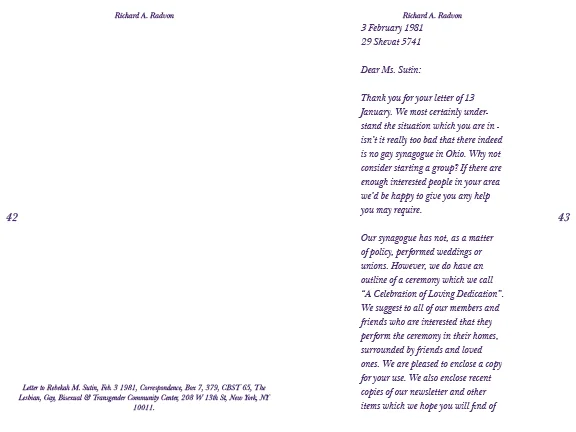 Richard A. Radvon
42
Letter to Rebekah M. Sutin, Feb. 3 1981, Correspondence, Box 7, 379, CBST 65, The
Lesbian, Gay, Bisexual & Transgender Community Center, 208 W 13th St, New York, NY
10011.
Richard A. Radvon
3 February 1981
29 Shevat 5741
Dear Ms. Sutin:
Thank you for your letter of 13
January. We most certainly under-
stand the situation which you are in -
isn't it really too bad that there indeed
is no gay synagogue in Ohio. Why not
consider starting a group? If there are
enough interested people in your area
we'd be happy to give you any help
you may require.
Our synagogue has not, as a matter
of policy, performed weddings or
unions. However, we do have an
outline of a ceremony which we call
"A Celebration of Loving Dedication".
We suggest to all of our members and
friends who are interested that they
perform the ceremony in their homes,
surrounded by friends and loved
ones. We are pleased to enclose a copy
for your use. We also enclose recent
copies of our newsletter and other
items which we hope you will find of
43